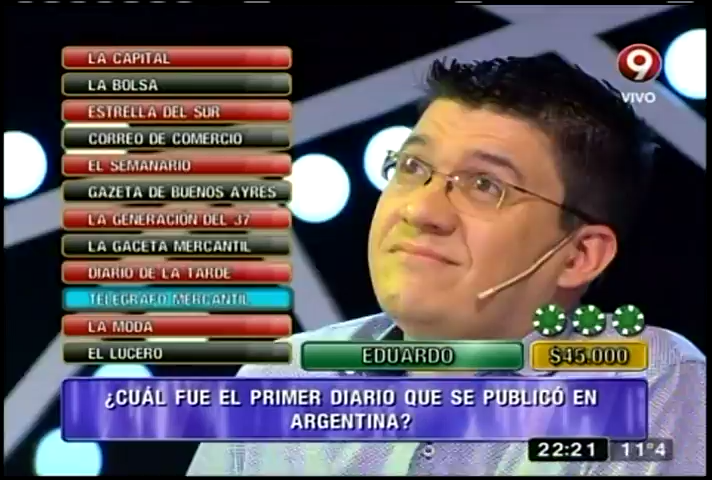 LA CAPITAL
LA BOLSA
ESTRELLA DEL SUR
CORREO DE COMERCIO
EL SEMANARIO
GAZETA DE BUENOS AYRES
LA GENERACIÓN DEL 37
LA GACETA MERCANTIL
DIARIO DE LA TARDE
TELÉGRAFO MERCANTIL
LA MODA
EL LUCERO
9
VIVO
EDUARDO
$45.000
¿CUÁL FUE EL PRIMER DIARIO QUE SE PUBLICÓ EN
ARGENTINA?
22:21 11°4